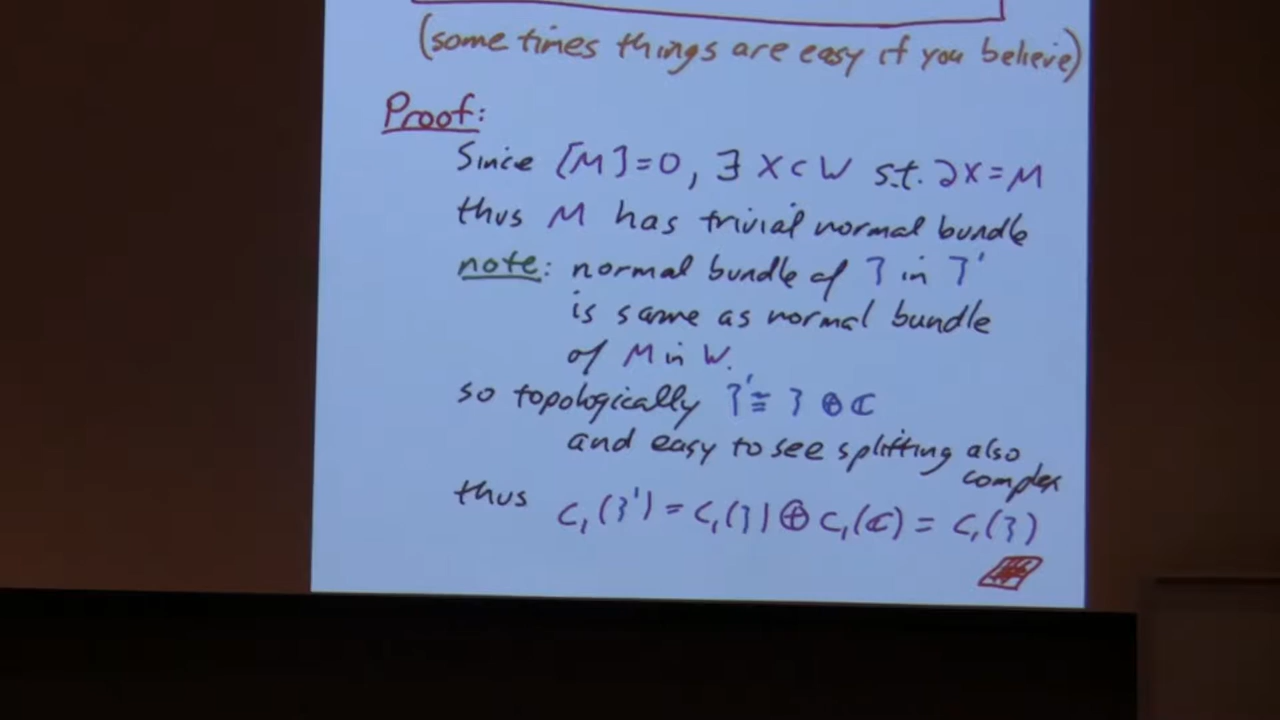 (some times things are easy if you believe)
Proof:
Since [M]=0, ∃ X⊂W s.t. ∂X=M
thus M has trivial normal bundle
note: normal bundle of ξ in ξ'
is same as normal bundle
of M in W.
so topologically ξ' ≅ ξ ⊕ ℂ
and easy to see splitting also
complex
thus c₁(ξ') = c₁(ξ) ⊕ c₁(ℂ) = c₁(ξ)